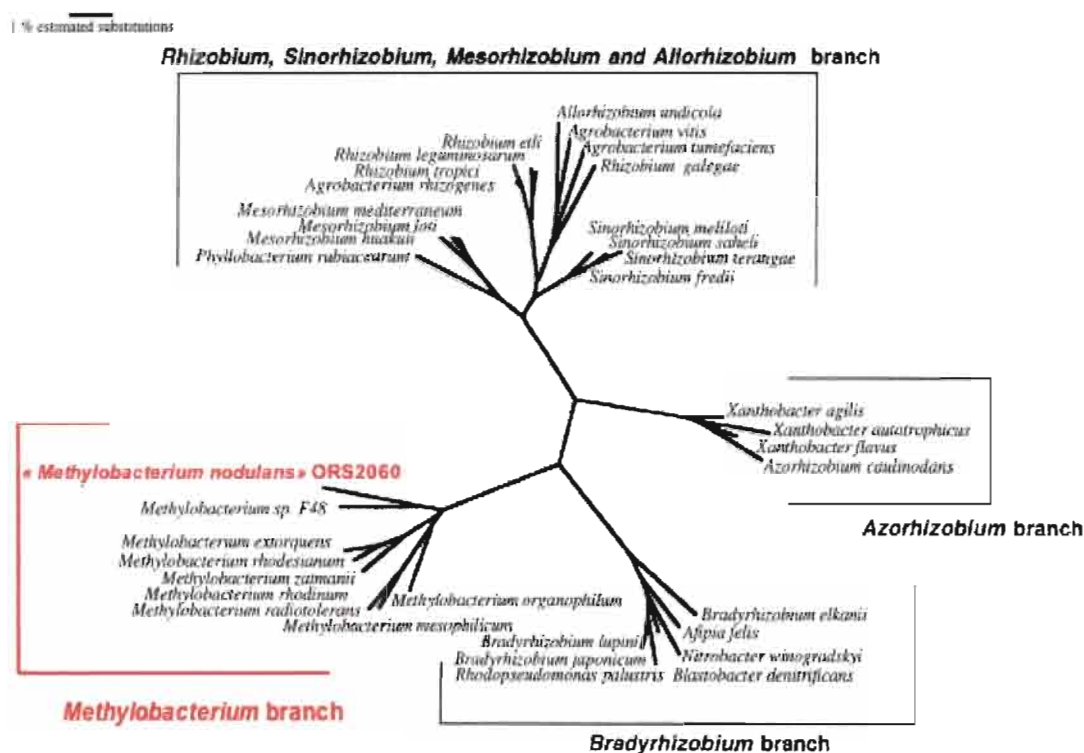 1 % estimated substitutions
Rhizobium, Sinorhizobium, Mesorhizobium and Allorhizobium branch
Allorhizobium undicola
Agrobacterium vitis
Agrobacterium tumefaciens
Rhizobium galegae
Rhizobium etli
Rhizobium leguminosarum
Rhizobium tropici
Agrobacterium rhizogenes
Mesorhizobium mediterraneum
Mesorhizobium loti
Mesorhizobium huakuii
Phyllobacterium rubiacearum
Sinorhizobium meliloti
Sinorhizobium saheli
Sinorhizobium terangae
Sinorhizobium fredii
Xanthobacter agilis
Xanthobacter autotrophicus
Xanthobacter flavus
Azorhizobium caulinodans
Azorhizobium branch
« Methylobacterium nodulans» ORS2060
Methylobacterium sp. F48
Methylobacterium extorquens
Methylobacterium rhodesianum
Methylobacterium zatmanii
Methylobacterium rhodinum
Methylobacterium radiotolerans
Methylobacterium mesophilicum
Methylobacterium organophilum
Methylobacterium branch
Bradyrhizobium elkanii
Afipia felis
Nitrobacter winogradskyi
Blastobacter denitrificans
Bradyrhizobium lupini
Bradyrhizobium japonicum
Rhodopseudomonas palustris
Bradyrhizobium branch